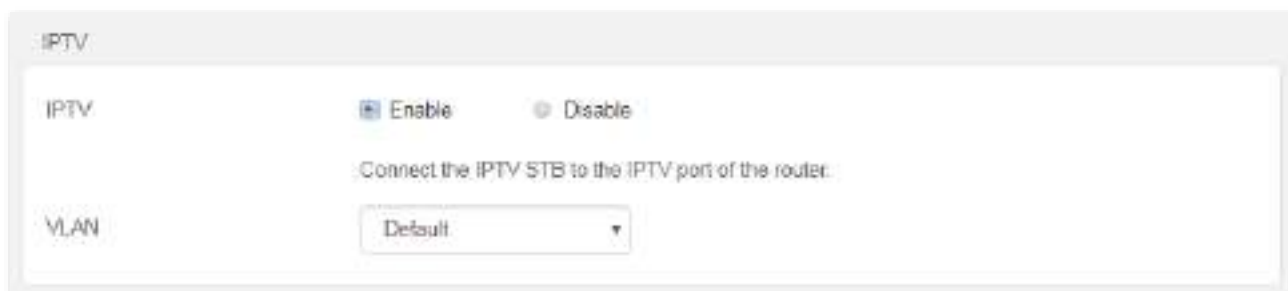 IPTV
IPTV Enable Disable
Connect the IPTV STB to the IPTV port of the router.
VLAN Default